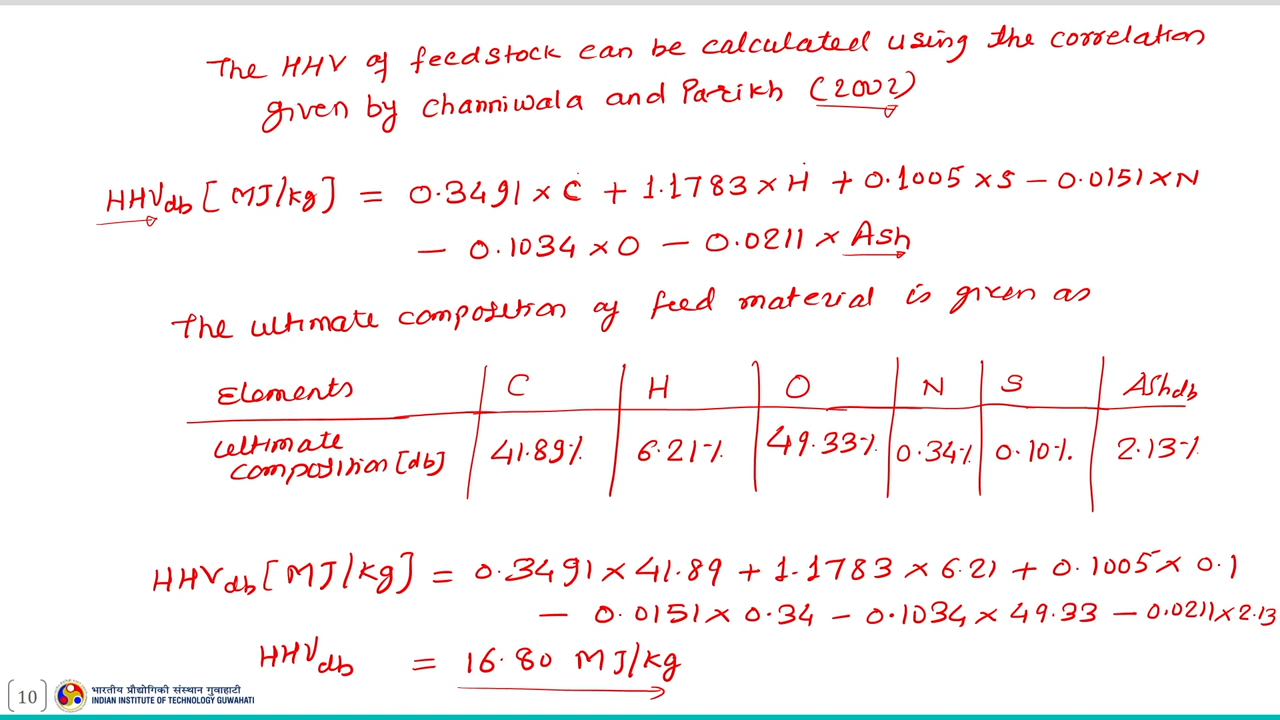 The HHV of feedstock can be calculated using the correlation
given by Channiwala and Parikh (2002)
HHVdb [MJ/kg] = 0.3491 × C + 1.1783 × H + 0.1005 × S − 0.0151 × N
− 0.1034 × O − 0.0211 × Ash
The ultimate composition of feed material is given as
Elements C H O N S Ashdb
ultimate composition [db] 41.89% 6.21% 49.33% 0.34% 0.10% 2.13%
HHVdb [MJ/kg] = 0.3491 × 41.89 + 1.1783 × 6.21 + 0.1005 × 0.1
− 0.0151 × 0.34 − 0.1034 × 49.33 − 0.0211 × 2.13
HHVdb = 16.80 MJ/kg
10
भारतीय प्रौद्योगिकी संस्थान गुवाहाटी
INDIAN INSTITUTE OF TECHNOLOGY GUWAHATI